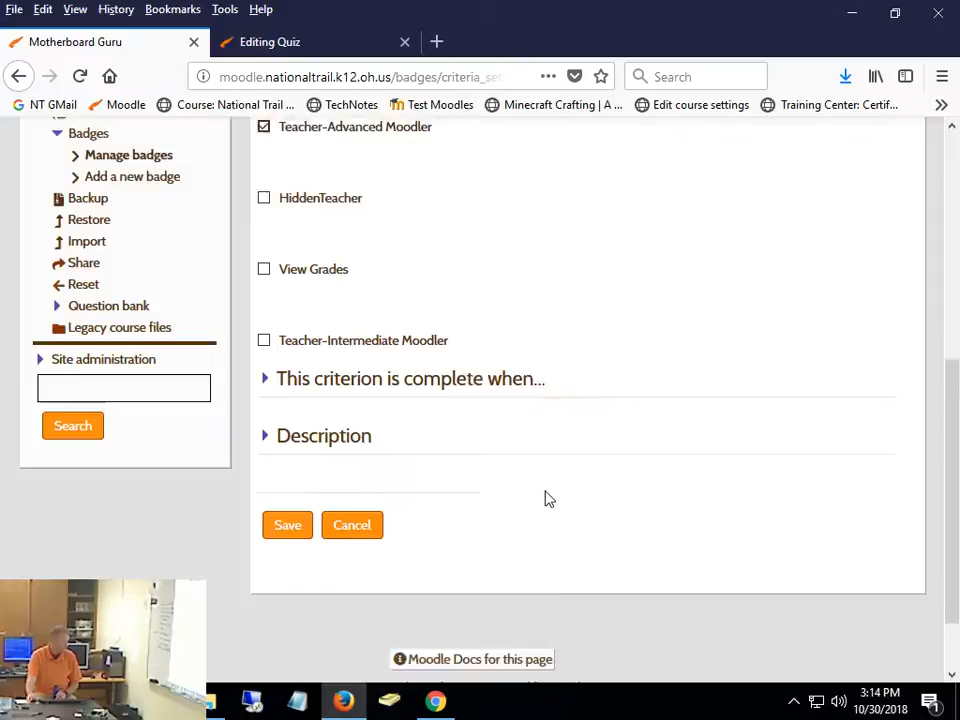 File Edit View History Bookmarks Tools Help
Motherboard Guru
Editing Quiz
moodle.nationaltrail.k12.oh.us/badges/criteria_set
Search
NT GMail Moodle Course: National Trail ... TechNotes Test Moodles Minecraft Crafting | A ... Edit course settings Training Center: Certif...
Badges
Manage badges
Add a new badge
Backup
Restore
Import
Share
Reset
Question bank
Legacy course files
Site administration
Search
Teacher-Advanced Moodler
HiddenTeacher
View Grades
Teacher-Intermediate Moodler
This criterion is complete when...
Description
Save Cancel
Moodle Docs for this page
3:14 PM
10/30/2018
1